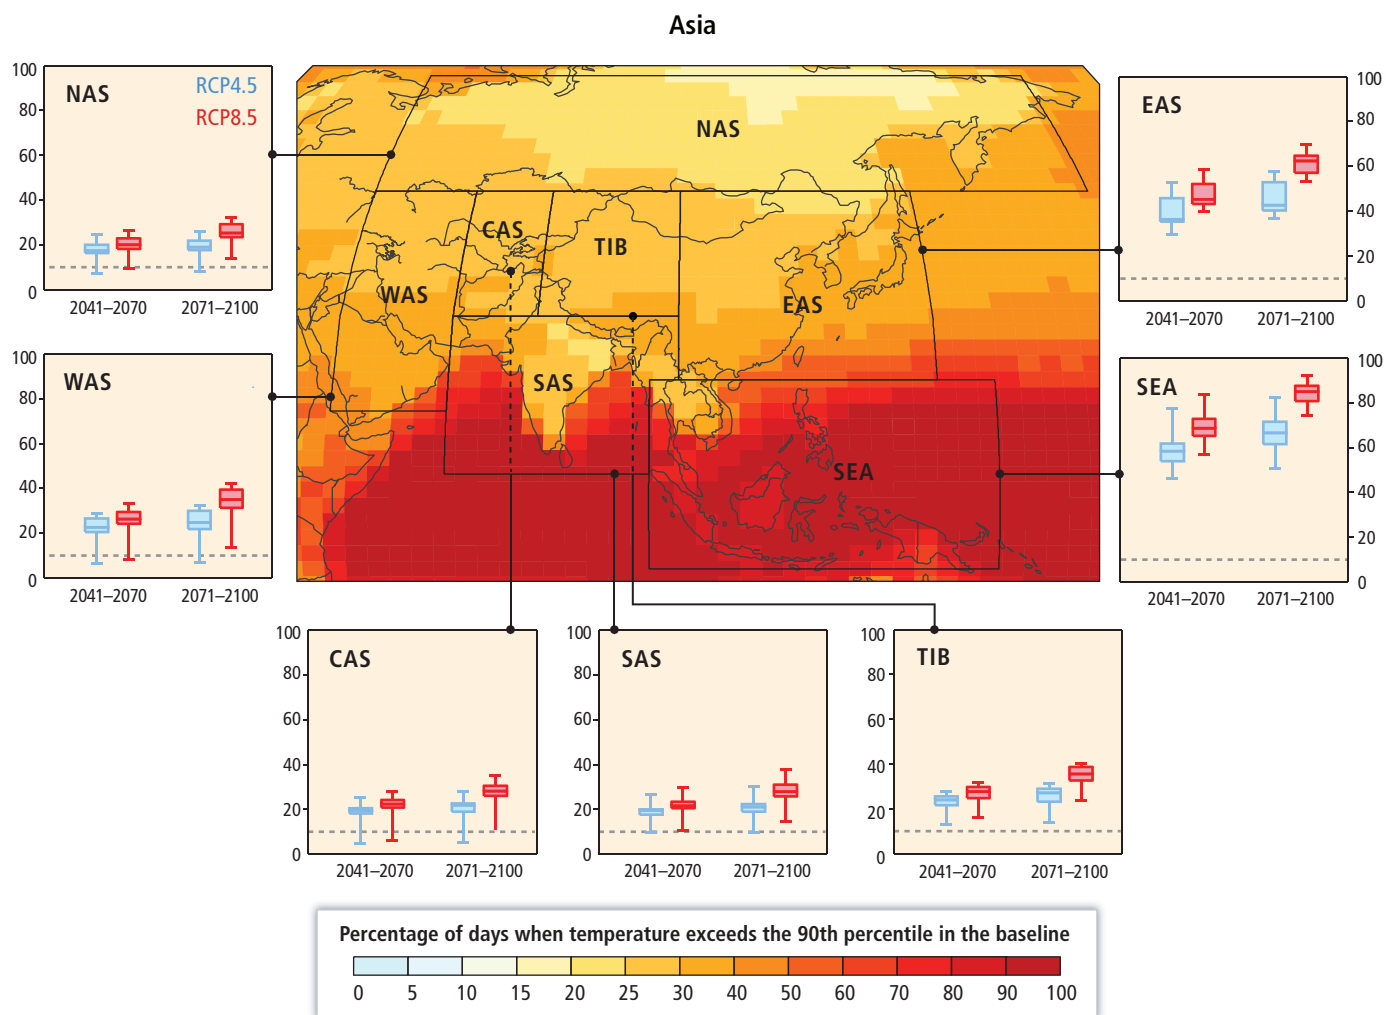 Asia
NAS
RCP4.5
RCP8.5
100
80
60
40
20
0
2041–2070
2071–2100
WAS
100
80
60
40
20
0
2041–2070
2071–2100
NAS
CAS
TIB
WAS
EAS
SAS
SEA
EAS
100
80
60
40
20
0
2041–2070
2071–2100
SEA
100
80
60
40
20
0
2041–2070
2071–2100
CAS
100
80
60
40
20
0
2041–2070
2071–2100
SAS
100
80
60
40
20
0
2041–2070
2071–2100
TIB
100
80
60
40
20
0
2041–2070
2071–2100
Percentage of days when temperature exceeds the 90th percentile in the baseline
0 5 10 15 20 25 30 40 50 60 70 80 90 100